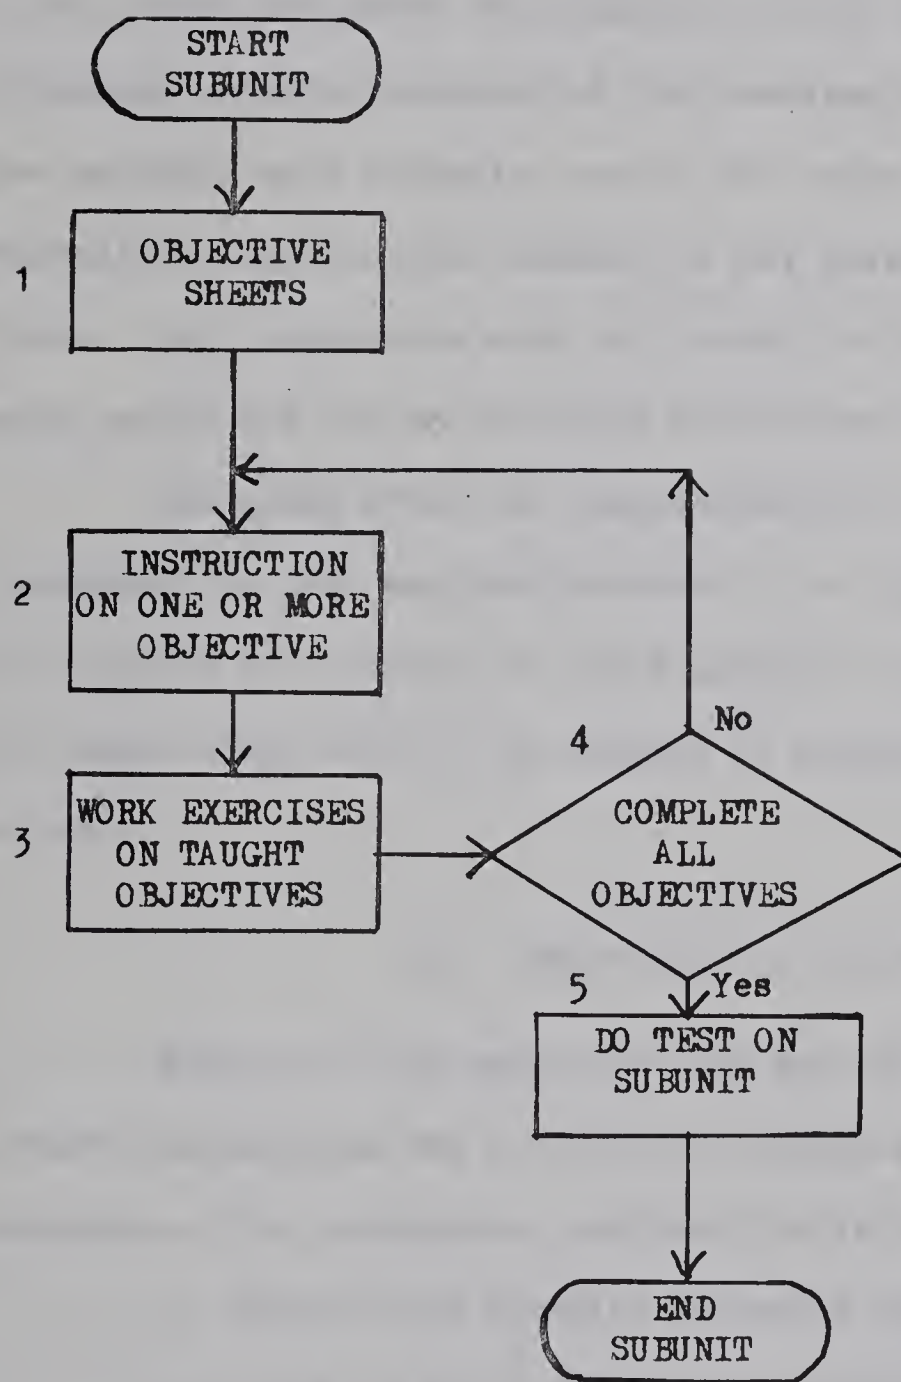 START
SUBUNIT
1
OBJECTIVE
SHEETS
2
INSTRUCTION
ON ONE OR MORE
OBJECTIVE
3
WORK EXERCISES
ON TAUGHT
OBJECTIVES
4
No
COMPLETE
ALL
OBJECTIVES
Yes
5
DO TEST ON
SUBUNIT
END
SUBUNIT